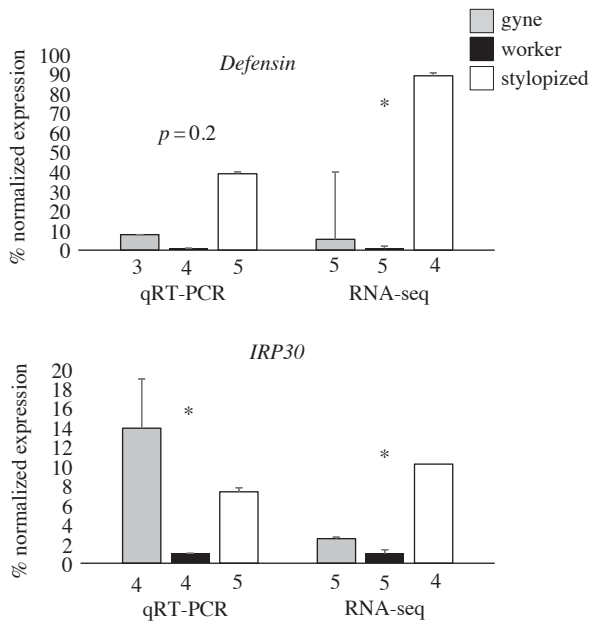 gyne
worker
stylopized
% normalized expression
100
90
80
70
60
50
40
30
20
10
0
Defensin
p = 0.2
*
3 4 5 5 5 4
qRT-PCR RNA-seq
% normalized expression
20
18
16
14
12
10
8
6
4
2
0
IRP30
*
*
4 4 5 5 5 4
qRT-PCR RNA-seq